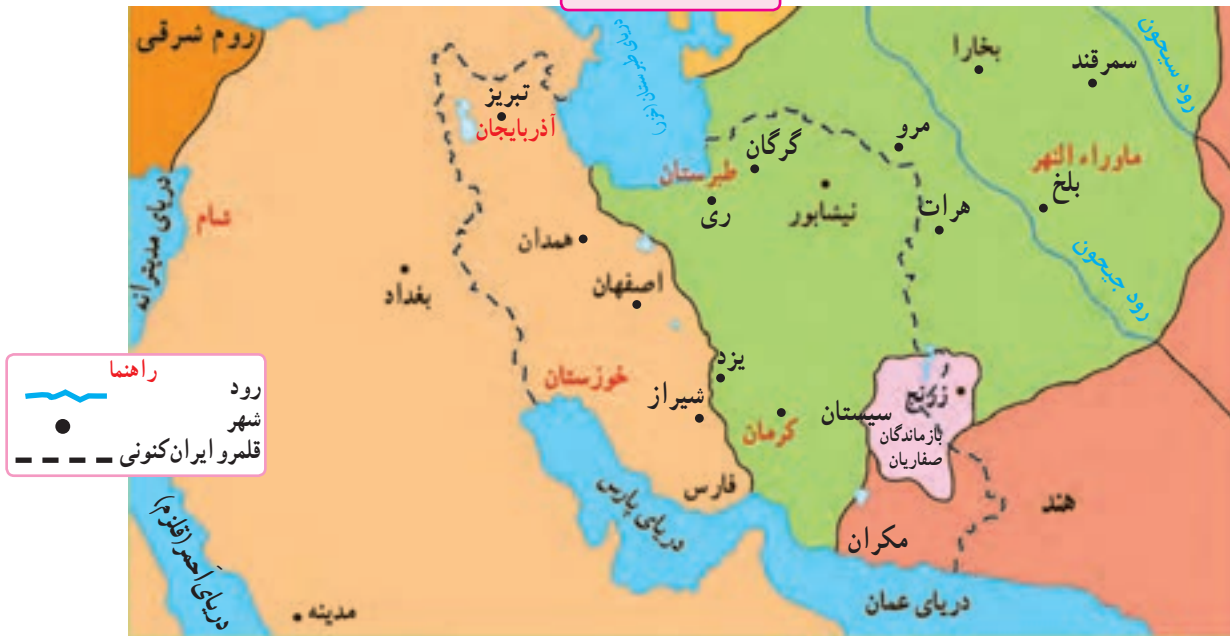 روم شرقی
دریای طبرستان (خزر)
بخارا
سمرقند
رود سیحون
تبریز
آذربایجان
مرو
گرگان
طبرستان
ماوراء النهر
بلخ
ری
نیشابور
هرات
دریای مدیترانه
شام
همدان
بغداد
اصفهان
رود جیحون
راهنما
رود
شهر
قلمرو ایران کنونی
خوزستان
یزد
شیراز
کرمان
سیستان
زرنج
بازماندگان
صفاریان
فارس
دریای پارس
هند
مکران
دریای احمر (قلزم)
مدینه
دریای عمان